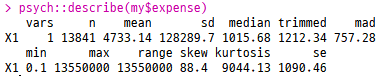 > psych::describe(my$expense)
vars n mean sd median trimmed mad
X1 1 13841 4733.14 128289.7 1015.68 1212.34 757.28
min max range skew kurtosis se
X1 0.1 13550000 13550000 88.4 9044.13 1090.46